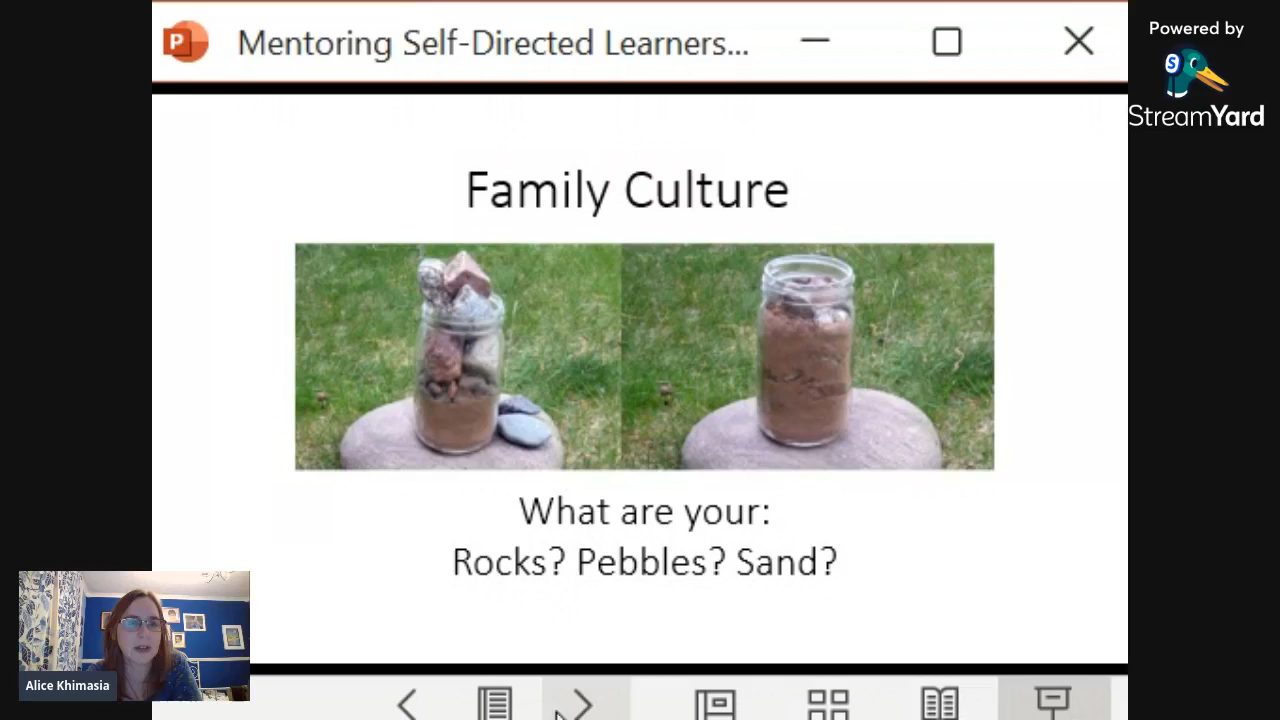 Mentoring Self-Directed Learners...
Powered by
StreamYard
Family Culture
What are your:
Rocks? Pebbles? Sand?
Alice Khimasia